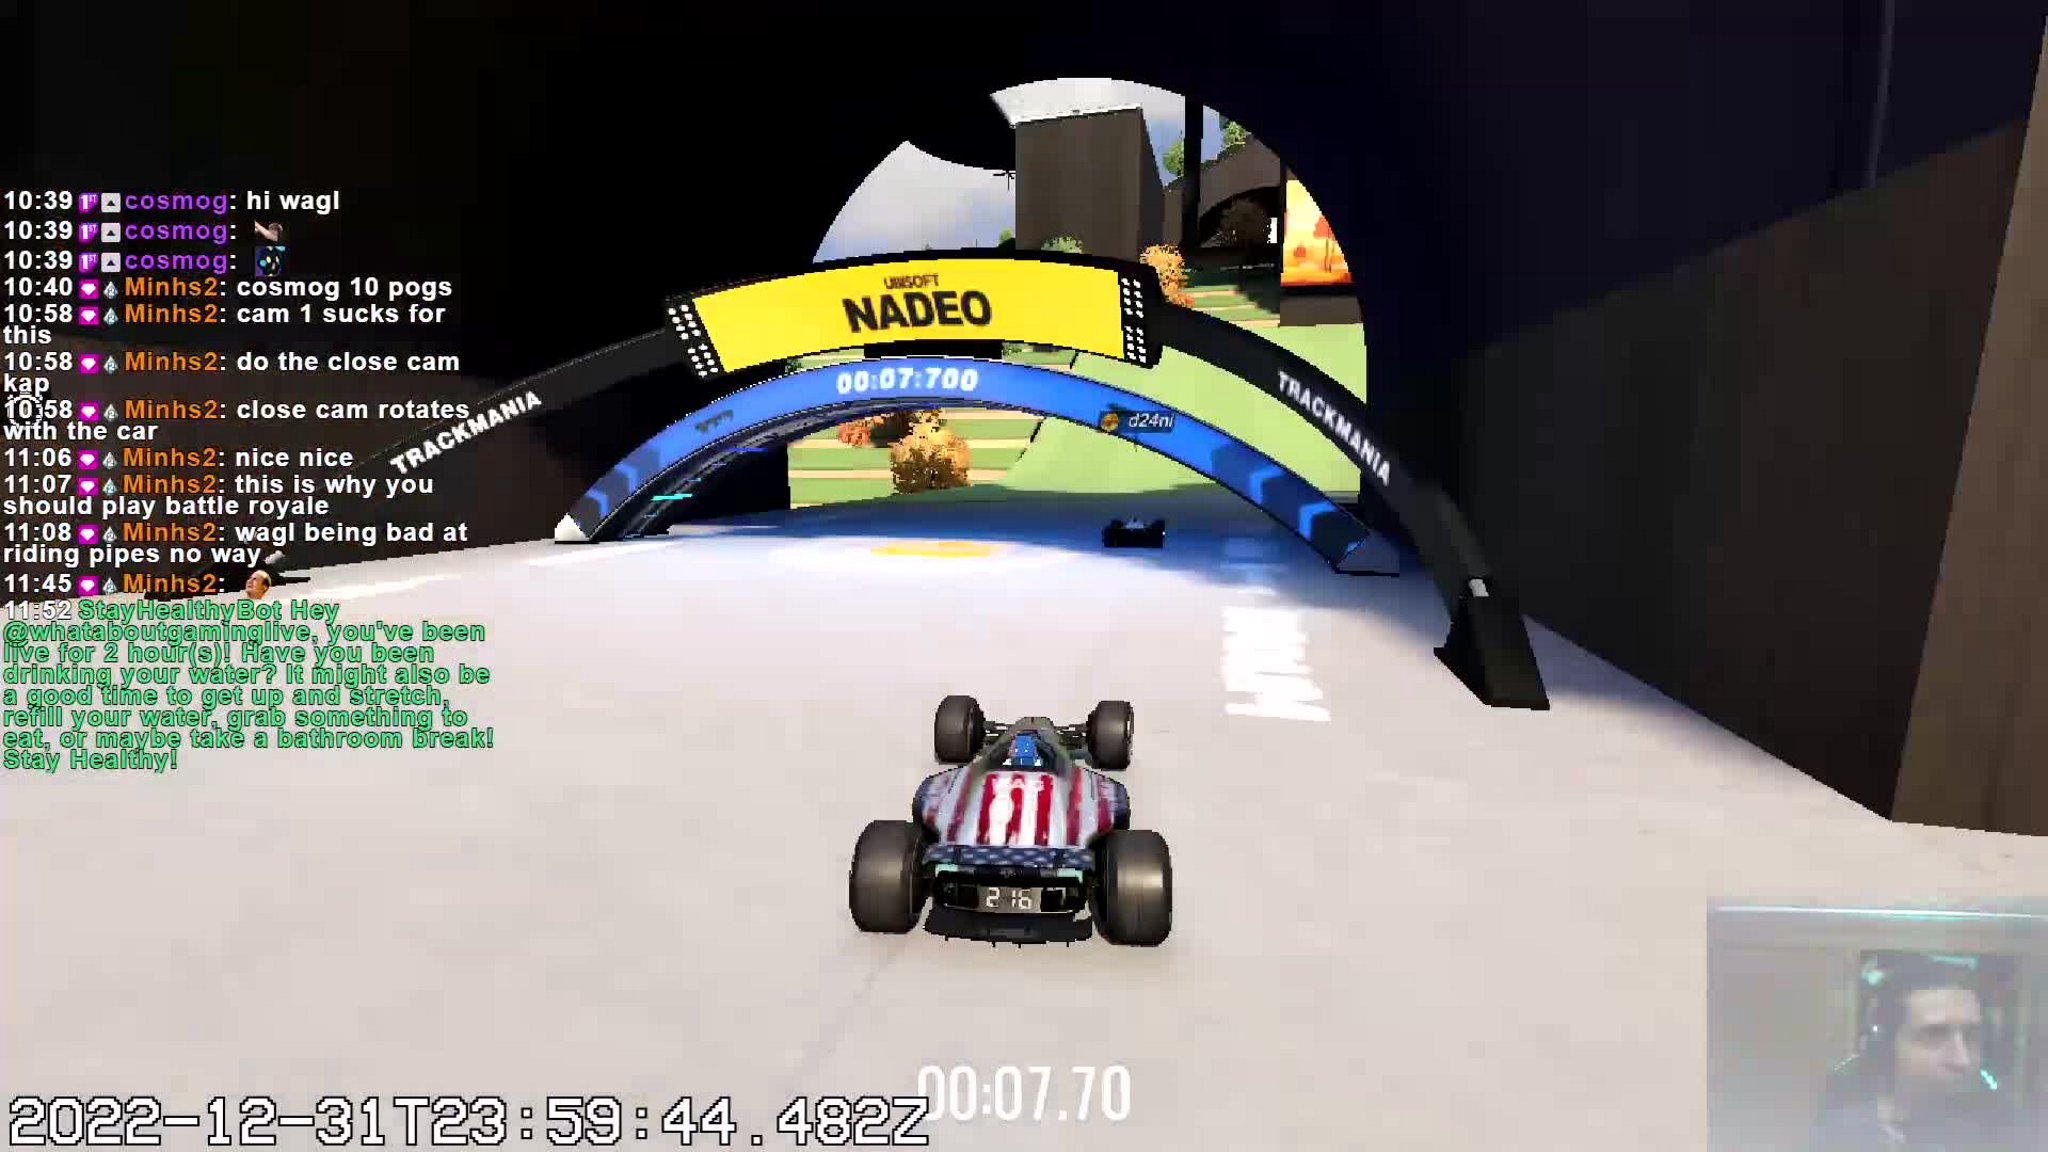 10:39 cosmog: hi wagl
10:39 cosmog:
10:39 cosmog:
10:40 Minhs2: cosmog 10 pogs
10:58 Minhs2: cam 1 sucks for
this
10:58 Minhs2: do the close cam
kap
10:58 Minhs2: close cam rotates
with the car
11:06 Minhs2: nice nice
11:07 Minhs2: this is why you
should play battle royale
11:08 Minhs2: wagl being bad at
riding pipes no way
11:45 Minhs2:
11:52 StayHealthyBot Hey
@whataboutgaminglive, you've been
live for 2 hour(s)! Have you been
drinking your water? It might also be
a good time to get up and stretch,
refill your water, grab something to
eat, or maybe take a bathroom break!
Stay Healthy!
UBISOFT
NADEO
TRACKMANIA
00:07:700
TRACKMANIA
d24ni
216
00:07.70
2022-12-31T23:59:44.482Z